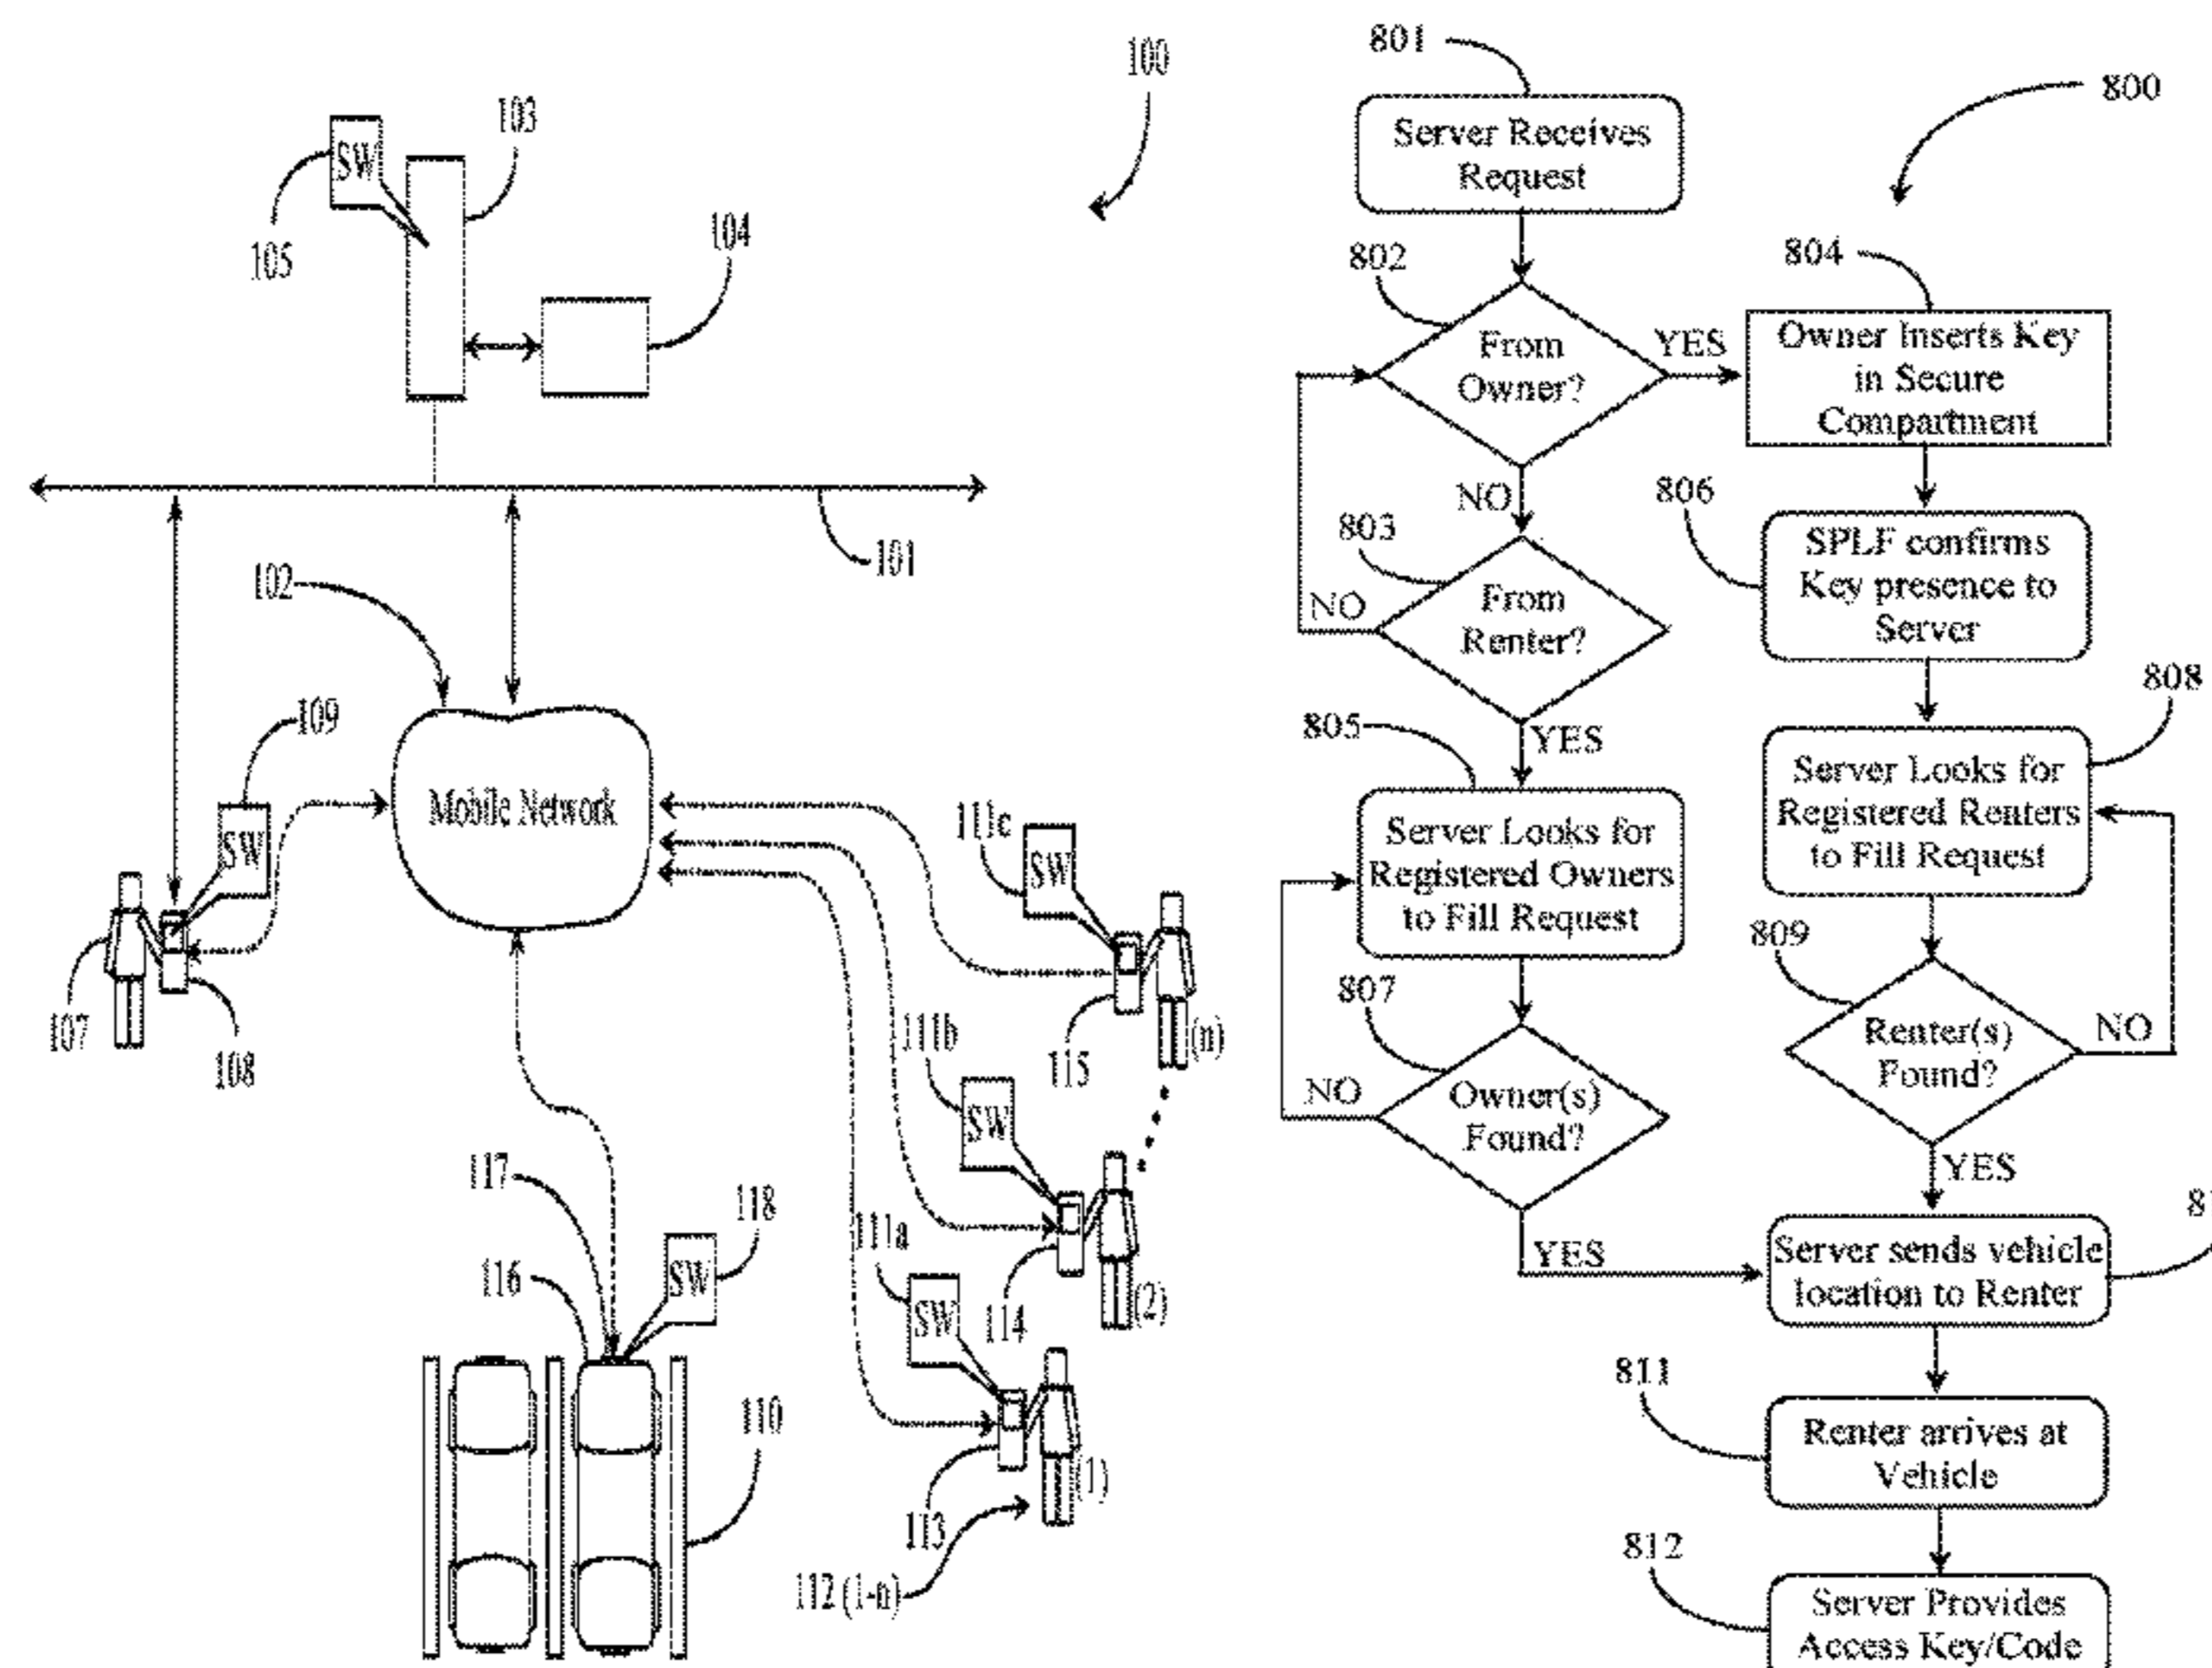 100
103
SW
105
104
101
102
109
SW
Mobile Network
107
108
111c
SW
115
(n)
111b
SW
114
(2)
111a
SW
113
(1)
112 (1-n)
117
118
SW
116
110
800
801
Server Receives
Request
802
From
Owner?
YES
NO
804
Owner Inserts Key
in Secure
Compartment
803
From
Renter?
NO
YES
806
SPLF confirms
Key presence to
Server
805
Server Looks for
Registered Owners
to Fill Request
808
Server Looks for
Registered Renters
to Fill Request
807
Owner(s)
Found?
NO
YES
809
Renter(s)
Found?
NO
YES
Server sends vehicle
location to Renter
811
Renter arrives at
Vehicle
812
Server Provides
Access Key/Code